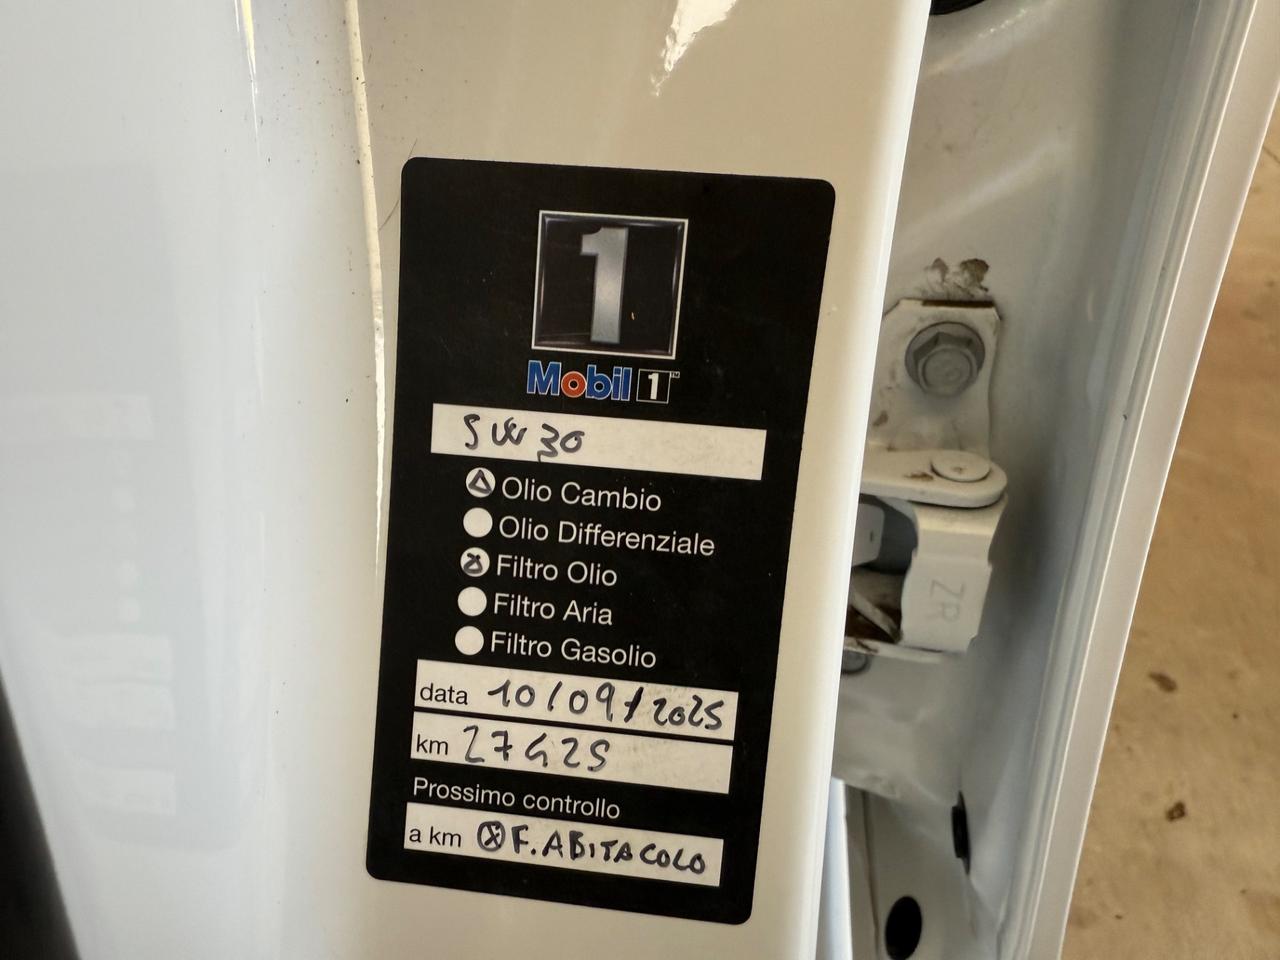 1
Mobil 1™
5W30
Olio Cambio
Olio Differenziale
Filtro Olio
Filtro Aria
Filtro Gasolio
data 10/09/2025
km 27425
Prossimo controllo
a km ⊗ F. ABITACOLO
ZR